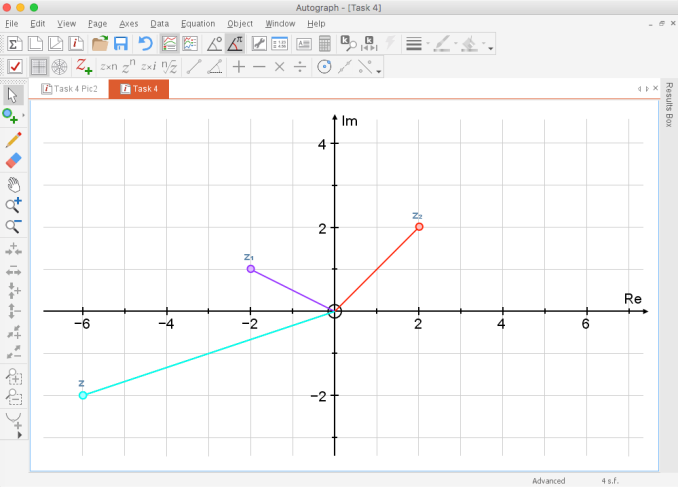 Autograph - [Task 4]
File Edit View Page Axes Data Equation Object Window Help
z×n zⁿ z×i ⁿ√z
Task 4 Pic2 Task 4
Results Box
Im
4
z₂
2
z₁
Re
−6 −4 −2 2 4 6
z
−2
Advanced 4 s.f.